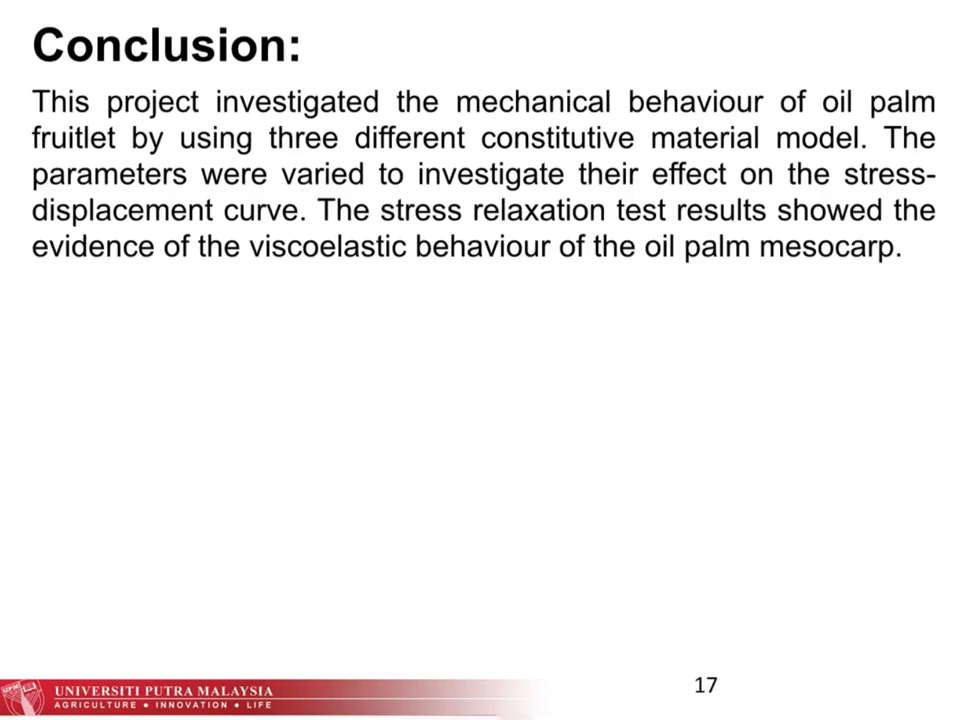 Conclusion:
This project investigated the mechanical behaviour of oil palm
fruitlet by using three different constitutive material model. The
parameters were varied to investigate their effect on the stress-
displacement curve. The stress relaxation test results showed the
evidence of the viscoelastic behaviour of the oil palm mesocarp.
17
UPM
UNIVERSITI PUTRA MALAYSIA
AGRICULTURE • INNOVATION • LIFE